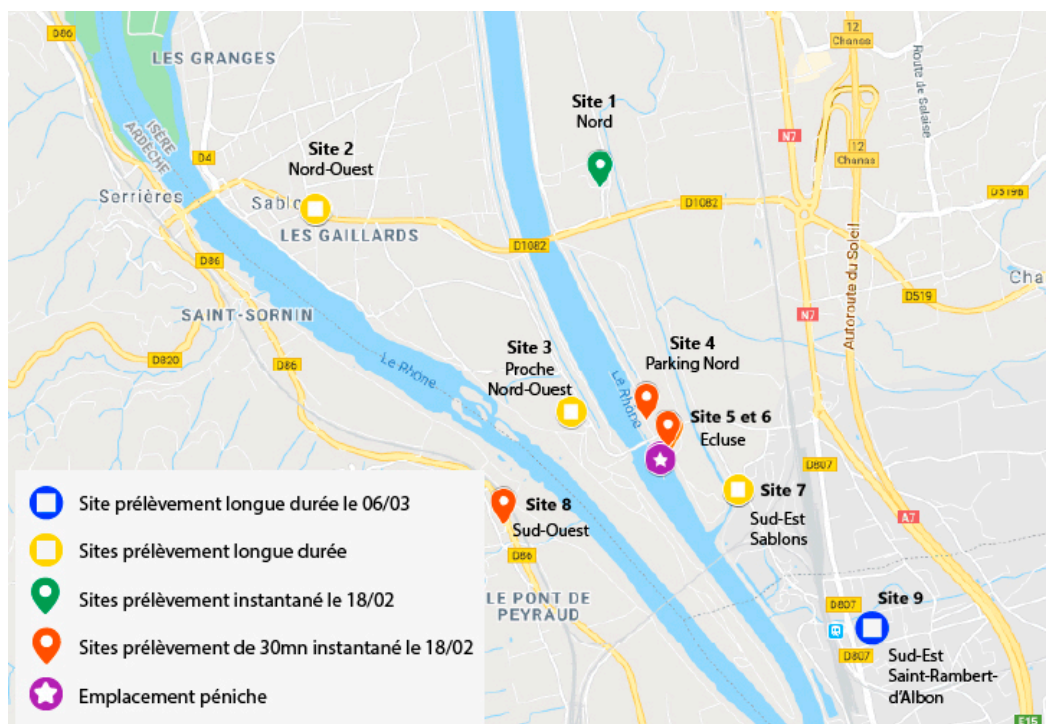 D86
LES GRANGES
12
Chanas
Route de Salaise
Site 1
Nord
ISÈRE
ARDÈCHE
D4
N7
12
Chanas
Site 2
Nord-Ouest
Serrières
Sablo
D519B
D1082
LES GAILLARDS
D1082
D86
Cha
D519
SAINT-SORNIN
N7
Autoroute du Soleil
D820
D86
Le Rhône
Site 3
Proche
Nord-Ouest
Site 4
Parking Nord
Le Rhône
Site 5 et 6
Ecluse
D807
Site 7
Sud-Est
Sablons
Site 8
Sud-Ouest
A7
D86
LE PONT DE
PEYRAUD
D807
Site 9
D807
Sud-Est
Saint-Rambert-
d'Albon
E15
Site prélèvement longue durée le 06/03
Sites prélèvement longue durée
Sites prélèvement instantané le 18/02
Sites prélèvement de 30mn instantané le 18/02
Emplacement péniche